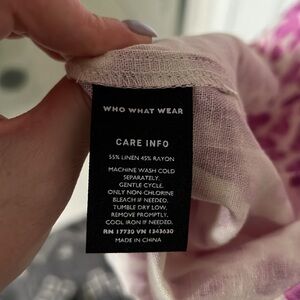 WHO WHAT WEAR
CARE INFO
55% LINEN 45% RAYON
MACHINE WASH COLD
SEPARATELY.
GENTLE CYCLE.
ONLY NON CHLORINE
BLEACH IF NEEDED.
TUMBLE DRY LOW.
REMOVE PROMPTLY.
COOL IRON IF NEEDED.
RN 17730 VN 1343630
MADE IN CHINA